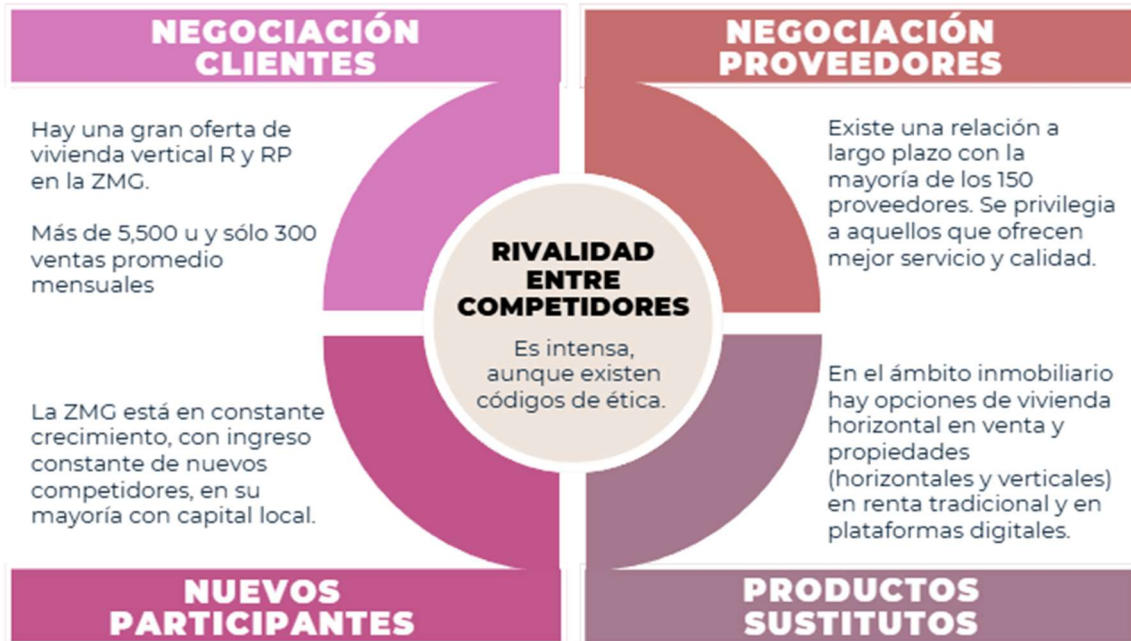 NEGOCIACIÓN
CLIENTES
Hay una gran oferta de
vivienda vertical R y RP
en la ZMG.
Más de 5,500 u y sólo 300
ventas promedio
mensuales
NEGOCIACIÓN
PROVEEDORES
Existe una relación a
largo plazo con la
mayoría de los 150
proveedores. Se privilegia
a aquellos que ofrecen
mejor servicio y calidad.
RIVALIDAD
ENTRE
COMPETIDORES
Es intensa,
aunque existen
códigos de ética.
La ZMG está en constante
crecimiento, con ingreso
constante de nuevos
competidores, en su
mayoría con capital local.
NUEVOS
PARTICIPANTES
En el ámbito inmobiliario
hay opciones de vivienda
horizontal en venta y
propiedades
(horizontales y verticales)
en renta tradicional y en
plataformas digitales.
PRODUCTOS
SUSTITUTOS